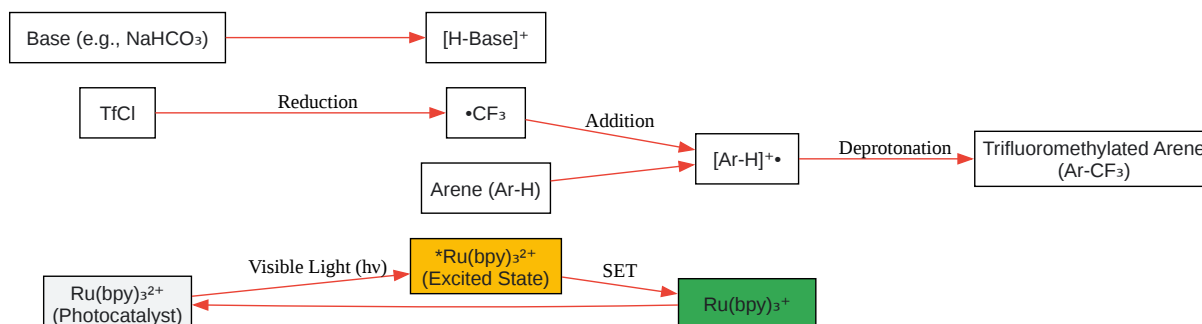 Base (e.g., NaHCO₃)
[H-Base]⁺
TfCl
Reduction
•CF₃
Addition
Arene (Ar-H)
[Ar-H]⁺•
Deprotonation
Trifluoromethylated Arene
(Ar-CF₃)
Ru(bpy)₃²⁺
(Photocatalyst)
Visible Light (hν)
*Ru(bpy)₃²⁺
(Excited State)
SET
Ru(bpy)₃⁺